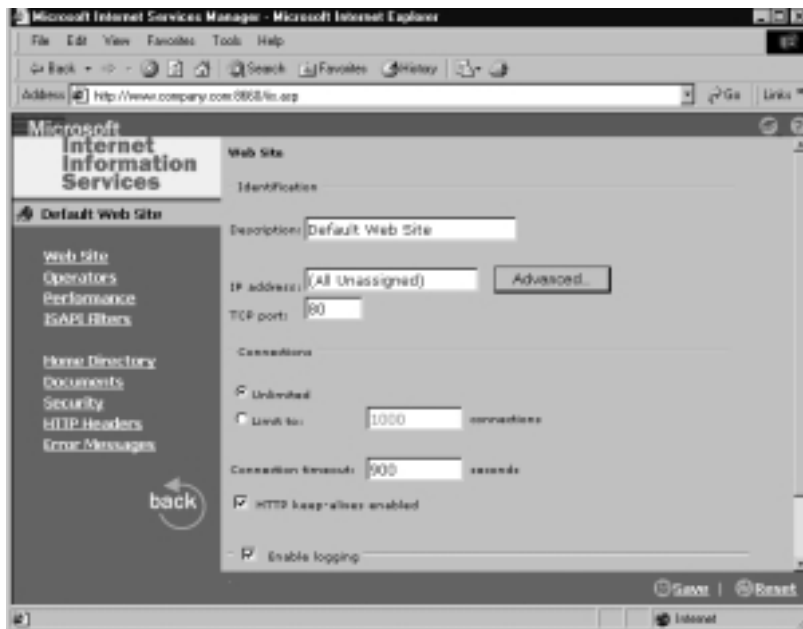 Microsoft Internet Services Manager - Microsoft Internet Explorer
File Edit View Favorites Tools Help
Back Search Favorites History
Address http://www.company.com:8660/iis.asp Go Links
Microsoft
Internet
Information
Services
Default Web Site
Web Site
Operators
Performance
ISAPI Filters
Home Directory
Documents
Security
HTTP Headers
Error Messages
back
Web Site
Identification
Description: Default Web Site
IP address: (All Unassigned) Advanced...
TCP port: 80
Connections
Unlimited
Limit to: 1000 connections
Connection timeout: 900 seconds
HTTP keep-alives enabled
Enable logging
Save | Reset
Internet